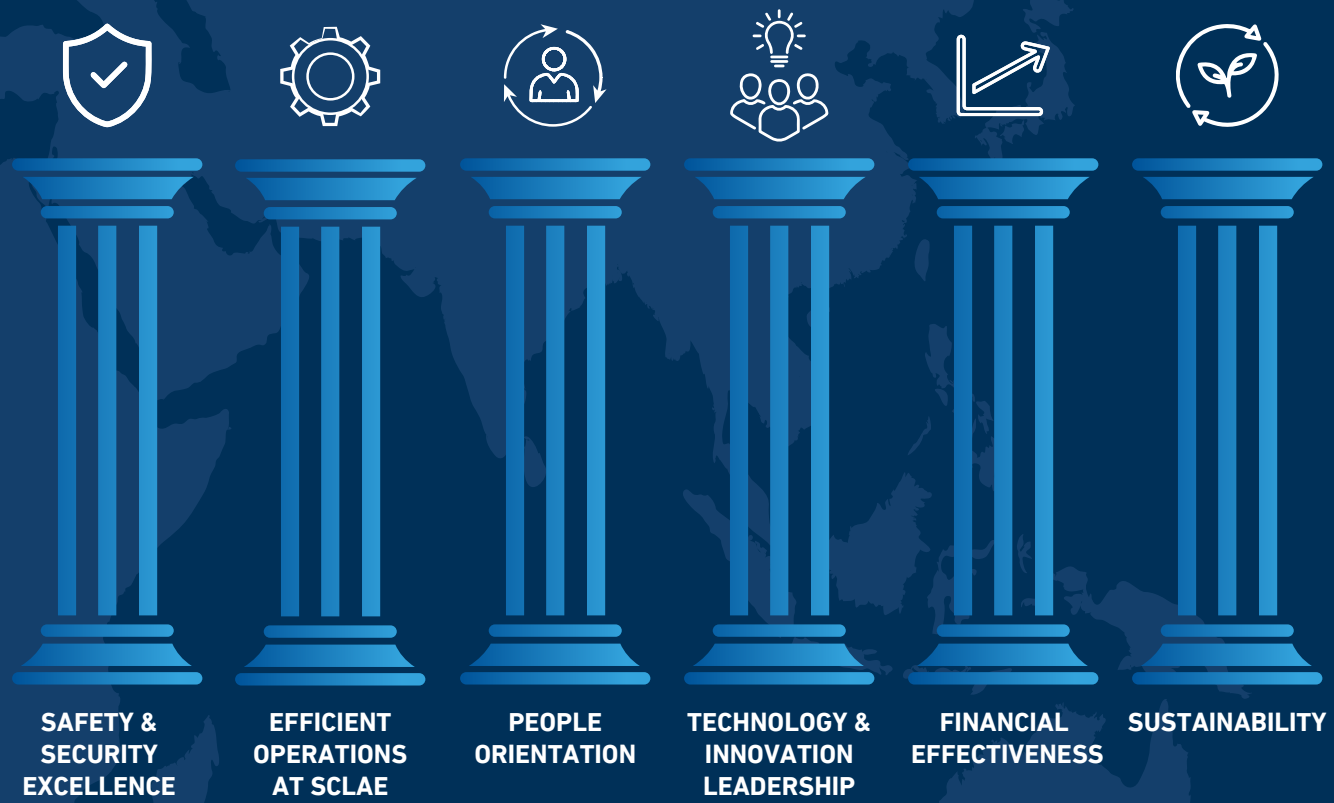 SAFETY &
SECURITY
EXCELLENCE
EFFICIENT
OPERATIONS
AT SCLAE
PEOPLE
ORIENTATION
TECHNOLOGY &
INNOVATION
LEADERSHIP
FINANCIAL
EFFECTIVENESS
SUSTAINABILITY